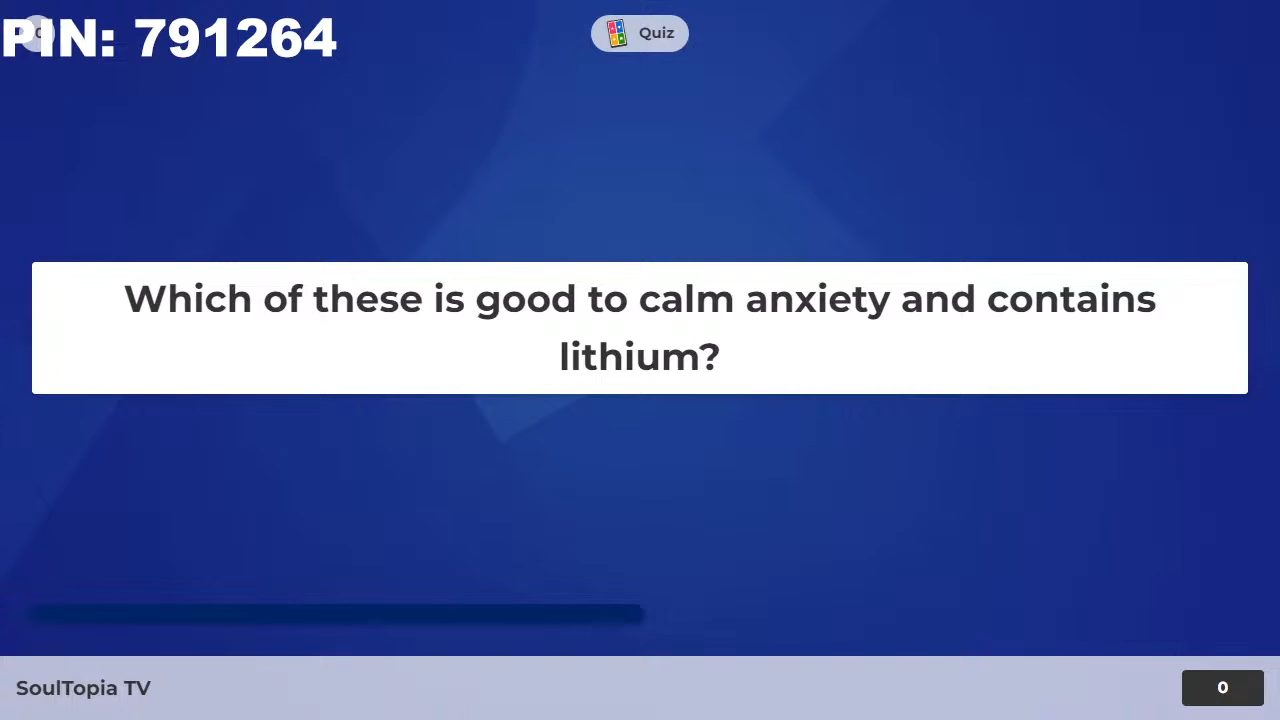 PIN: 791264
Quiz
Which of these is good to calm anxiety and contains
lithium?
SoulTopia TV
0